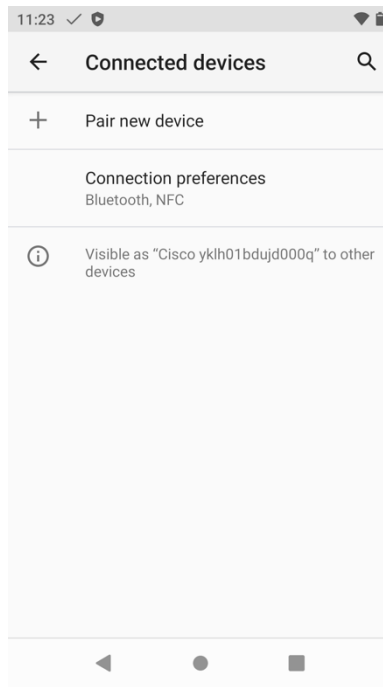 11:23
Connected devices
Pair new device
Connection preferences
Bluetooth, NFC
Visible as “Cisco yklh01bdujd000q” to other
devices